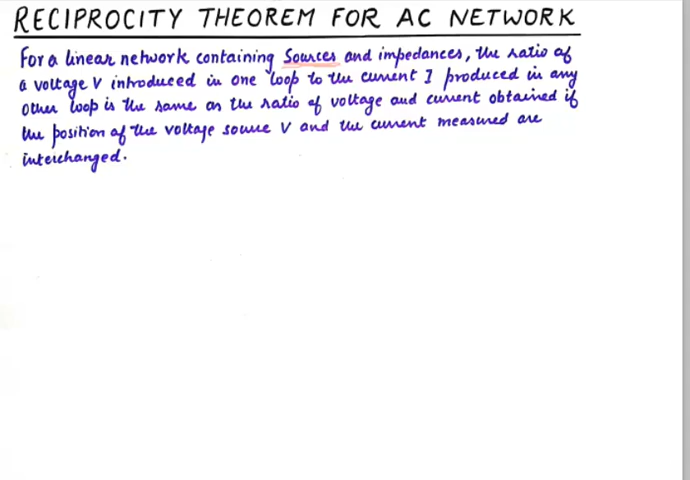 RECIPROCITY THEOREM FOR AC NETWORK
For a linear network containing Sources and impedances, the ratio of
a voltage V introduced in one loop to the current I produced in any
other loop is the same as the ratio of voltage and current obtained if
the position of the voltage source V and the current measured are
interchanged.